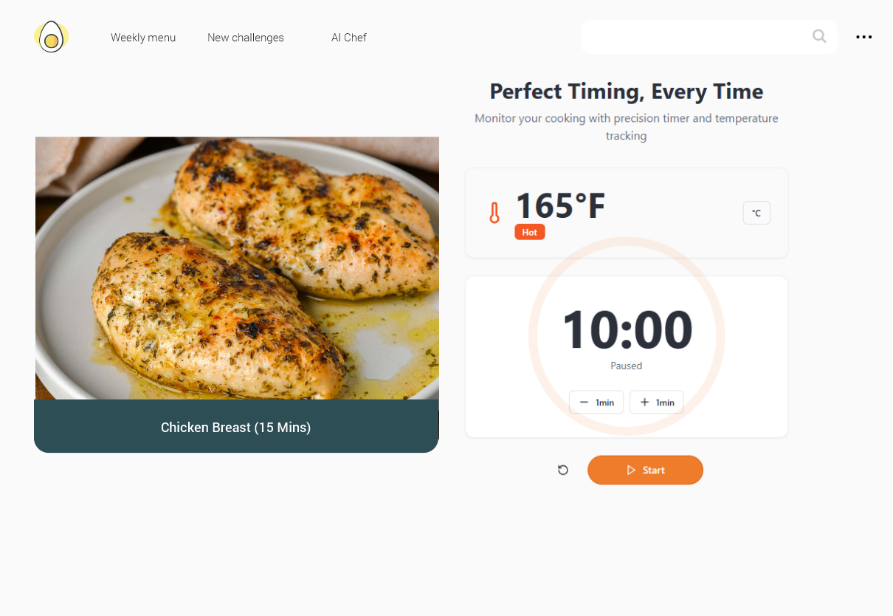 Weekly menu
New challenges
AI Chef
Perfect Timing, Every Time
Monitor your cooking with precision timer and temperature
tracking
165°F
Hot
°C
10:00
Paused
− 1min
+ 1min
Start
Chicken Breast (15 Mins)